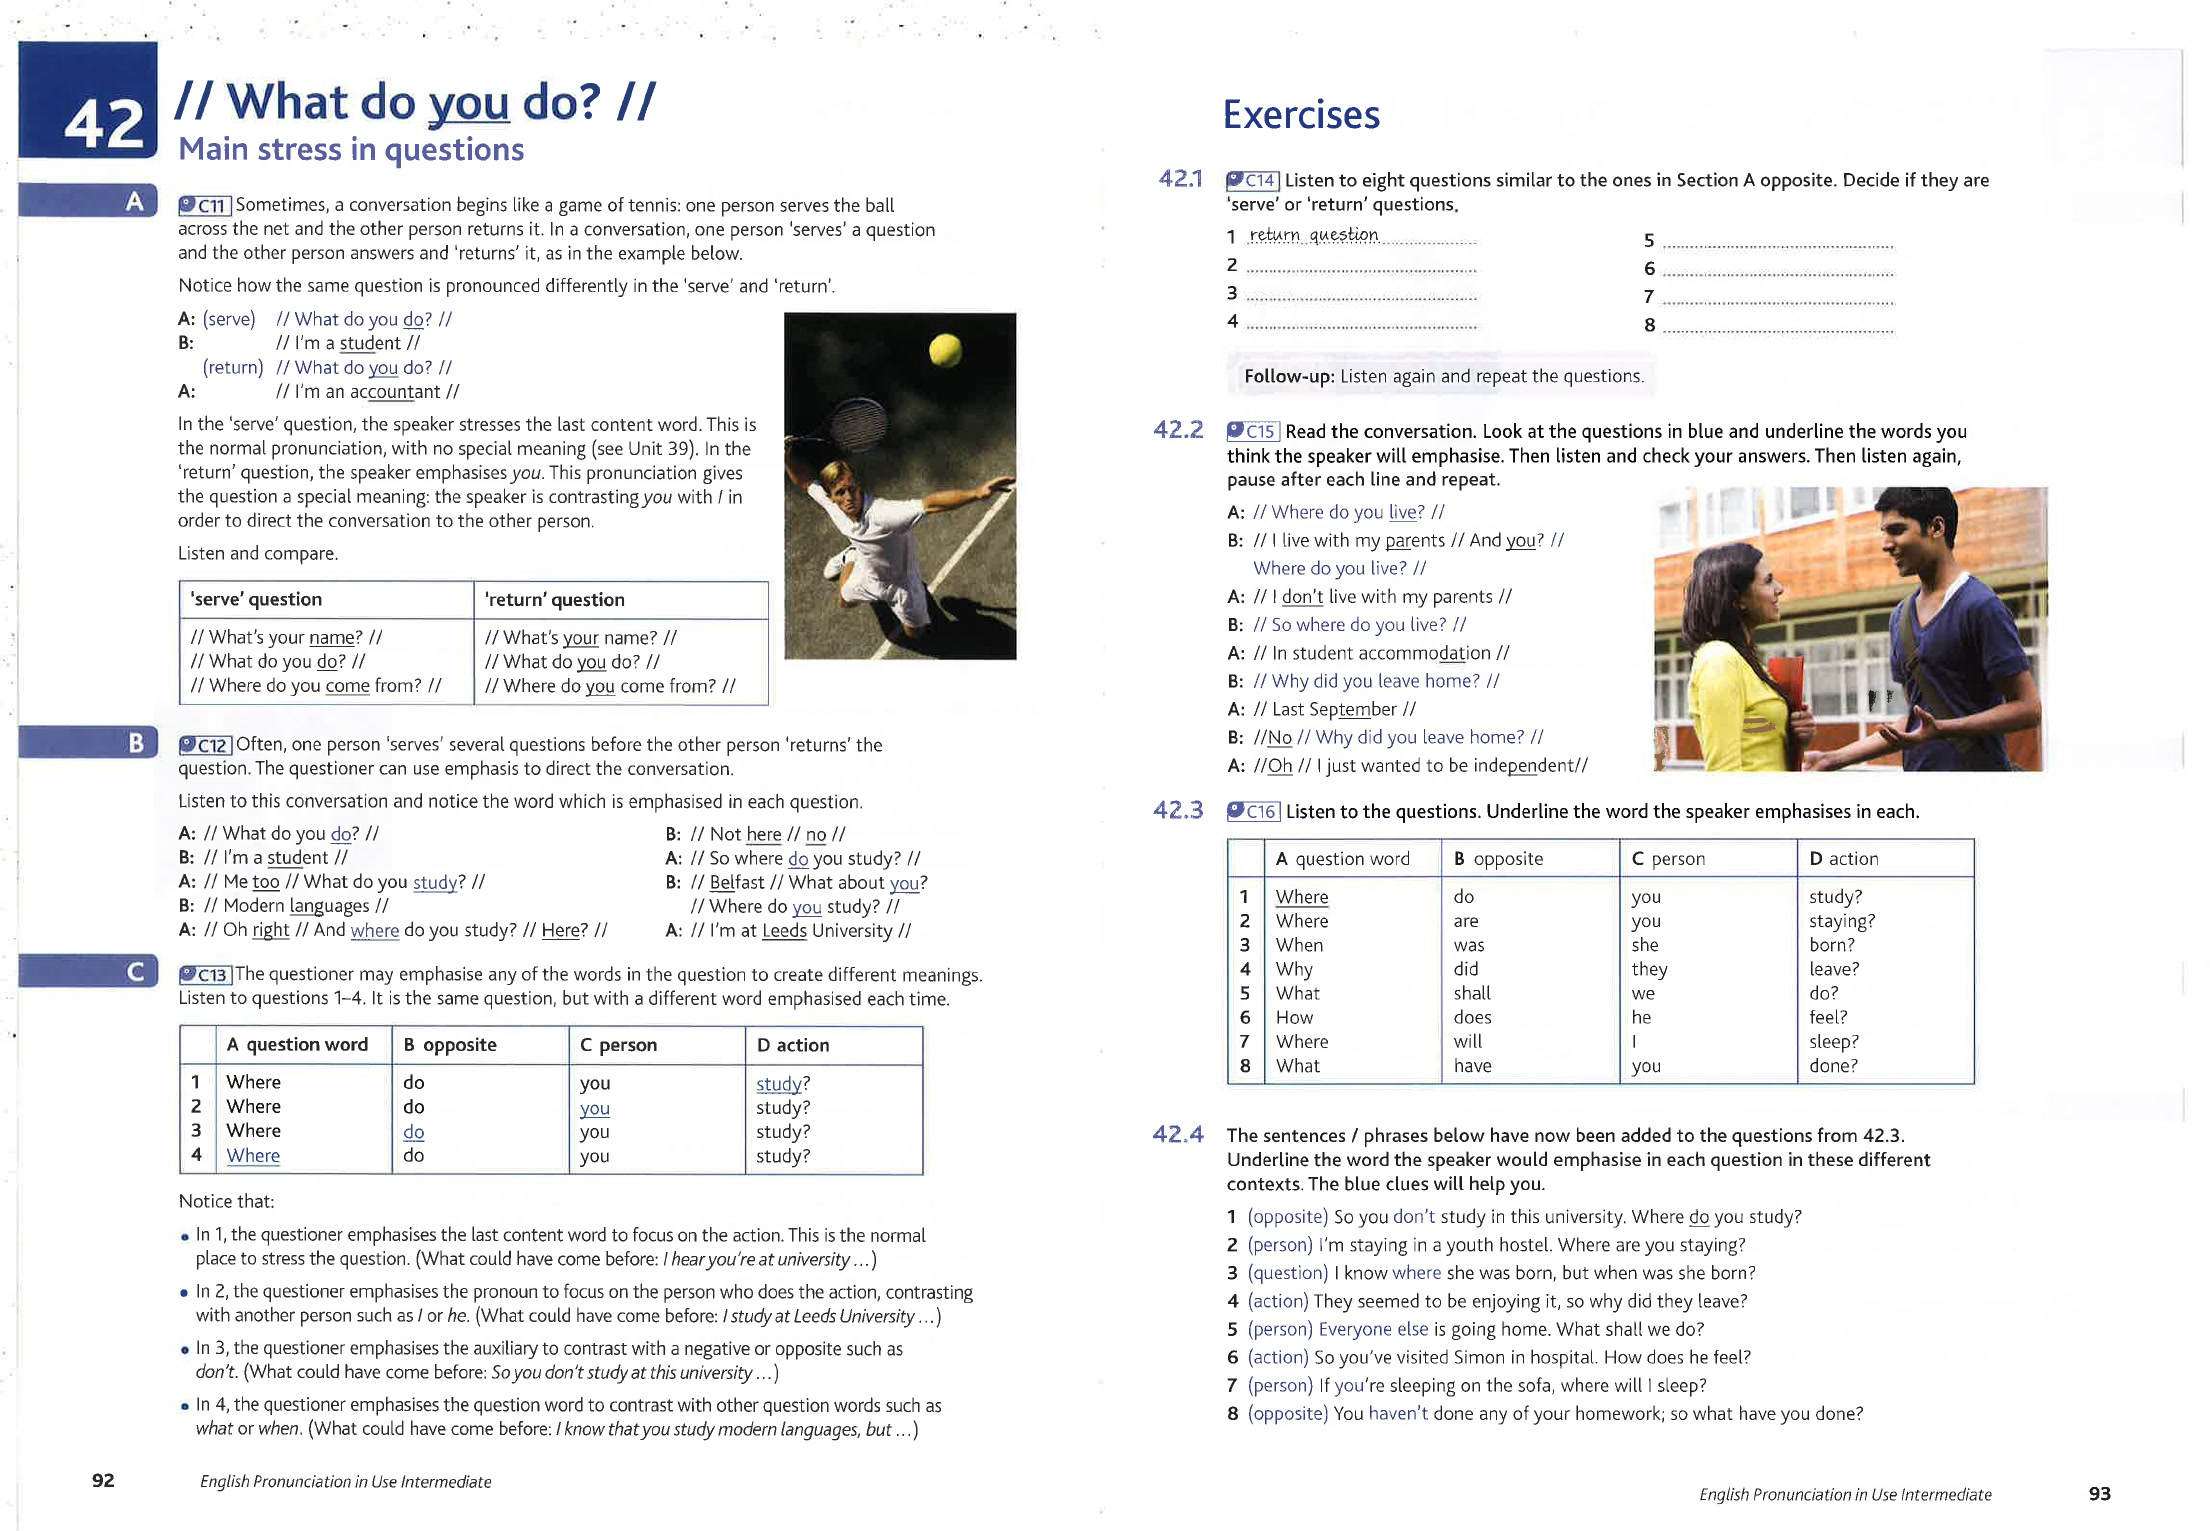 42
// What do you do? //
Main stress in questions
A
C11 Sometimes, a conversation begins like a game of tennis: one person serves the ball
across the net and the other person returns it. In a conversation, one person 'serves' a question
and the other person answers and 'returns' it, as in the example below.
Notice how the same question is pronounced differently in the 'serve' and 'return'.
A: (serve) // What do you do? //
B: // I'm a student //
(return) // What do you do? //
A: // I'm an accountant //
In the 'serve' question, the speaker stresses the last content word. This is
the normal pronunciation, with no special meaning (see Unit 39). In the
'return' question, the speaker emphasises you. This pronunciation gives
the question a special meaning: the speaker is contrasting you with I in
order to direct the conversation to the other person.
Listen and compare.
'serve' question 'return' question
// What's your name? // // What's your name? //
// What do you do? // // What do you do? //
// Where do you come from? // // Where do you come from? //
B
C12 Often, one person 'serves' several questions before the other person 'returns' the
question. The questioner can use emphasis to direct the conversation.
Listen to this conversation and notice the word which is emphasised in each question.
A: // What do you do? //
B: // I'm a student //
A: // Me too // What do you study? //
B: // Modern languages //
A: // Oh right // And where do you study? // Here? //
B: // Not here // no //
A: // So where do you study? //
B: // Belfast // What about you?
// Where do you study? //
A: // I'm at Leeds University //
C
C13 The questioner may emphasise any of the words in the question to create different meanings.
Listen to questions 1–4. It is the same question, but with a different word emphasised each time.
A question word B opposite C person D action
1 Where do you study?
2 Where do you study?
3 Where do you study?
4 Where do you study?
Notice that:
• In 1, the questioner emphasises the last content word to focus on the action. This is the normal
place to stress the question. (What could have come before: I hear you're at university ...)
• In 2, the questioner emphasises the pronoun to focus on the person who does the action, contrasting
with another person such as I or he. (What could have come before: I study at Leeds University ...)
• In 3, the questioner emphasises the auxiliary to contrast with a negative or opposite such as
don't. (What could have come before: So you don't study at this university ...)
• In 4, the questioner emphasises the question word to contrast with other question words such as
what or when. (What could have come before: I know that you study modern languages, but ...)
92 English Pronunciation in Use Intermediate
Exercises
42.1 C14 Listen to eight questions similar to the ones in Section A opposite. Decide if they are
'serve' or 'return' questions.
1 return question
2
3
4
5
6
7
8
Follow-up: Listen again and repeat the questions.
42.2 C15 Read the conversation. Look at the questions in blue and underline the words you
think the speaker will emphasise. Then listen and check your answers. Then listen again,
pause after each line and repeat.
A: // Where do you live? //
B: // I live with my parents // And you? //
Where do you live? //
A: // I don't live with my parents //
B: // So where do you live? //
A: // In student accommodation //
B: // Why did you leave home? //
A: // Last September //
B: //No // Why did you leave home? //
A: //Oh // I just wanted to be independent//
42.3 C16 Listen to the questions. Underline the word the speaker emphasises in each.
A question word B opposite C person D action
1 Where do you study?
2 Where are you staying?
3 When was she born?
4 Why did they leave?
5 What shall we do?
6 How does he feel?
7 Where will I sleep?
8 What have you done?
42.4 The sentences / phrases below have now been added to the questions from 42.3.
Underline the word the speaker would emphasise in each question in these different
contexts. The blue clues will help you.
1 (opposite) So you don't study in this university. Where do you study?
2 (person) I'm staying in a youth hostel. Where are you staying?
3 (question) I know where she was born, but when was she born?
4 (action) They seemed to be enjoying it, so why did they leave?
5 (person) Everyone else is going home. What shall we do?
6 (action) So you've visited Simon in hospital. How does he feel?
7 (person) If you're sleeping on the sofa, where will I sleep?
8 (opposite) You haven't done any of your homework; so what have you done?
English Pronunciation in Use Intermediate 93